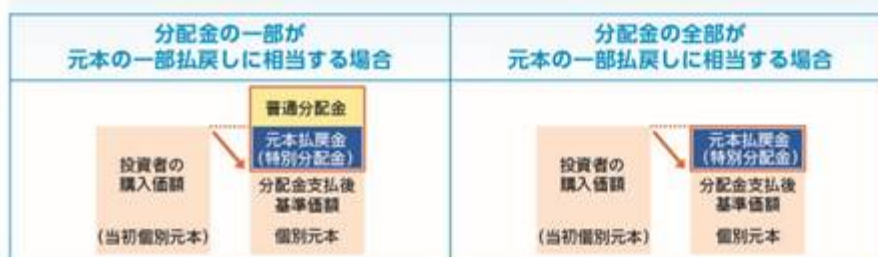 分配金の一部が
元本の一部払戻しに相当する場合
分配金の全部が
元本の一部払戻しに相当する場合
普通分配金
元本払戻金
(特別分配金)
投資者の
購入価額
(当初個別元本)
分配金支払後
基準価額
個別元本
元本払戻金
(特別分配金)
投資者の
購入価額
(当初個別元本)
分配金支払後
基準価額
個別元本